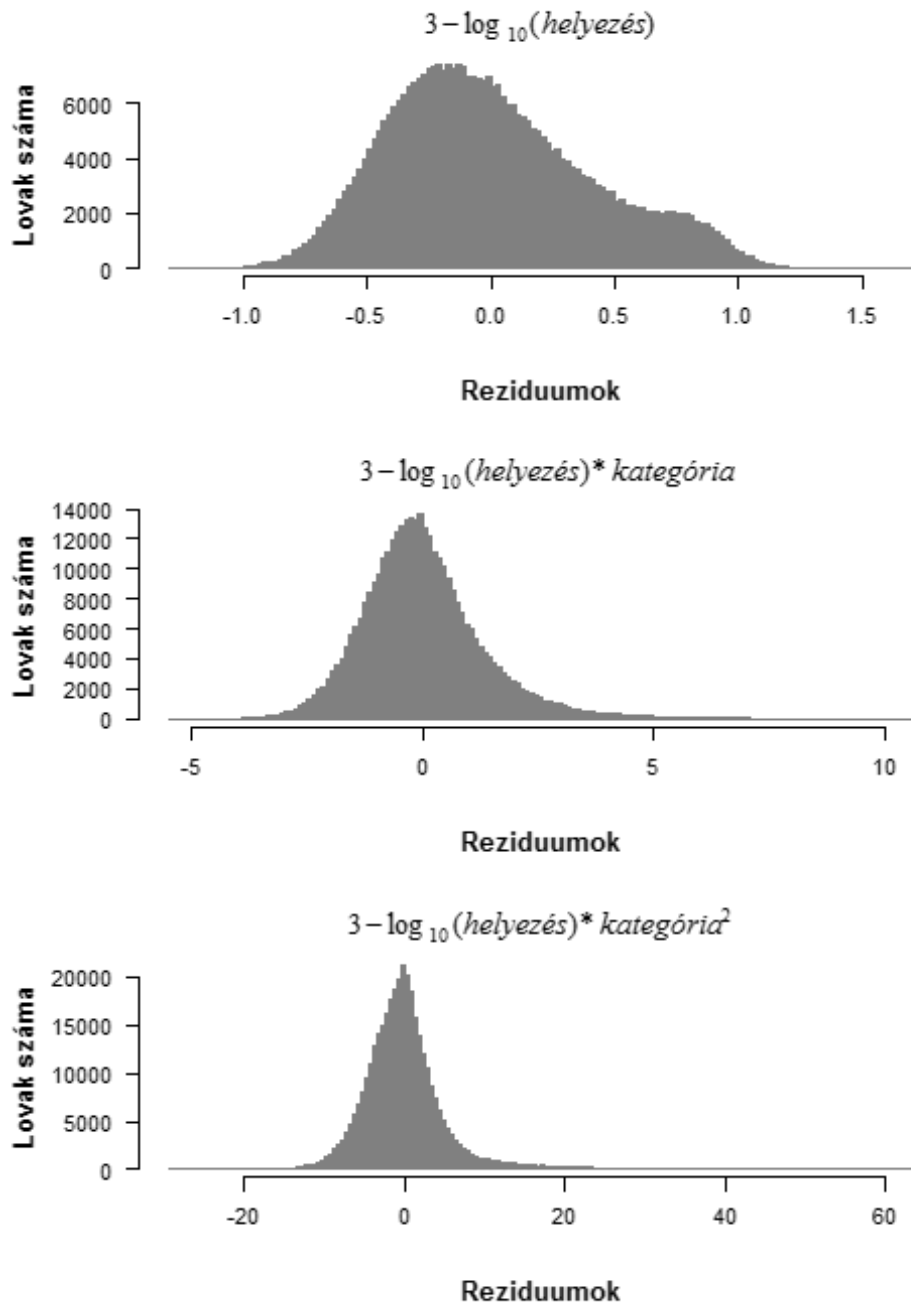 3−log₁₀(helyezés)
Lovak száma
6000
4000
2000
0
-1.0 -0.5 0.0 0.5 1.0 1.5
Reziduumok
3−log₁₀(helyezés)* kategória
Lovak száma
14000
12000
10000
8000
6000
4000
2000
0
-5 0 5 10
Reziduumok
3−log₁₀(helyezés)* kategória²
Lovak száma
20000
15000
10000
5000
0
-20 0 20 40 60
Reziduumok